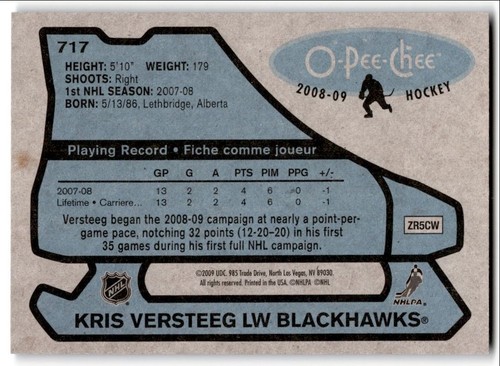 717
HEIGHT: 5'10" WEIGHT: 179
SHOOTS: Right
1st NHL SEASON: 2007-08
BORN: 5/13/86, Lethbridge, Alberta
O-Pee-Chee
2008-09 HOCKEY
Playing Record • Fiche comme joueur
GP G A PTS PIM PPG +/-
2007-08 13 2 2 4 6 0 -1
Lifetime • Carriere... 13 2 2 4 6 0 -1
Versteeg began the 2008-09 campaign at nearly a point-per-
game pace, notching 32 points (12-20–20) in his first
35 games during his first full NHL campaign.
ZR5CW
©2009 UDC, 985 Trade Drive, North Las Vegas, NV 89030.
All rights reserved. Printed in the USA. ©NHLPA ©NHL
NHL
NHLPA
KRIS VERSTEEG LW BLACKHAWKS®